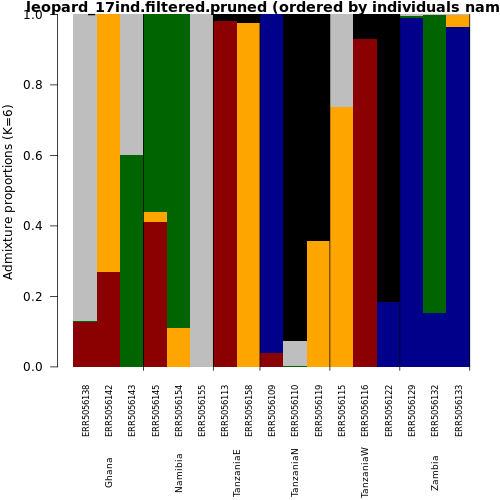 leopard_17ind.filtered.pruned (ordered by individuals nam
Admixture proportions (K=6)
1.0
0.8
0.6
0.4
0.2
0.0
ERR5056138
ERR5056142
ERR5056143
ERR5056145
ERR5056154
ERR5056155
ERR5056113
ERR5056158
ERR5056109
ERR5056110
ERR5056119
ERR5056115
ERR5056116
ERR5056122
ERR5056129
ERR5056132
ERR5056133
Ghana
Namibia
TanzaniaE
TanzaniaN
TanzaniaW
Zambia